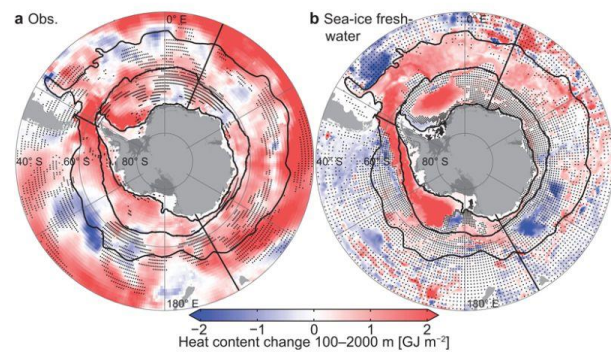 a Obs.
0° E
40° S 60° S 80° S
180° E
b Sea-ice fresh-
water
0° E
40° S 60° S 80° S
180° E
−2 −1 0 1 2
Heat content change 100–2000 m [GJ m⁻²]